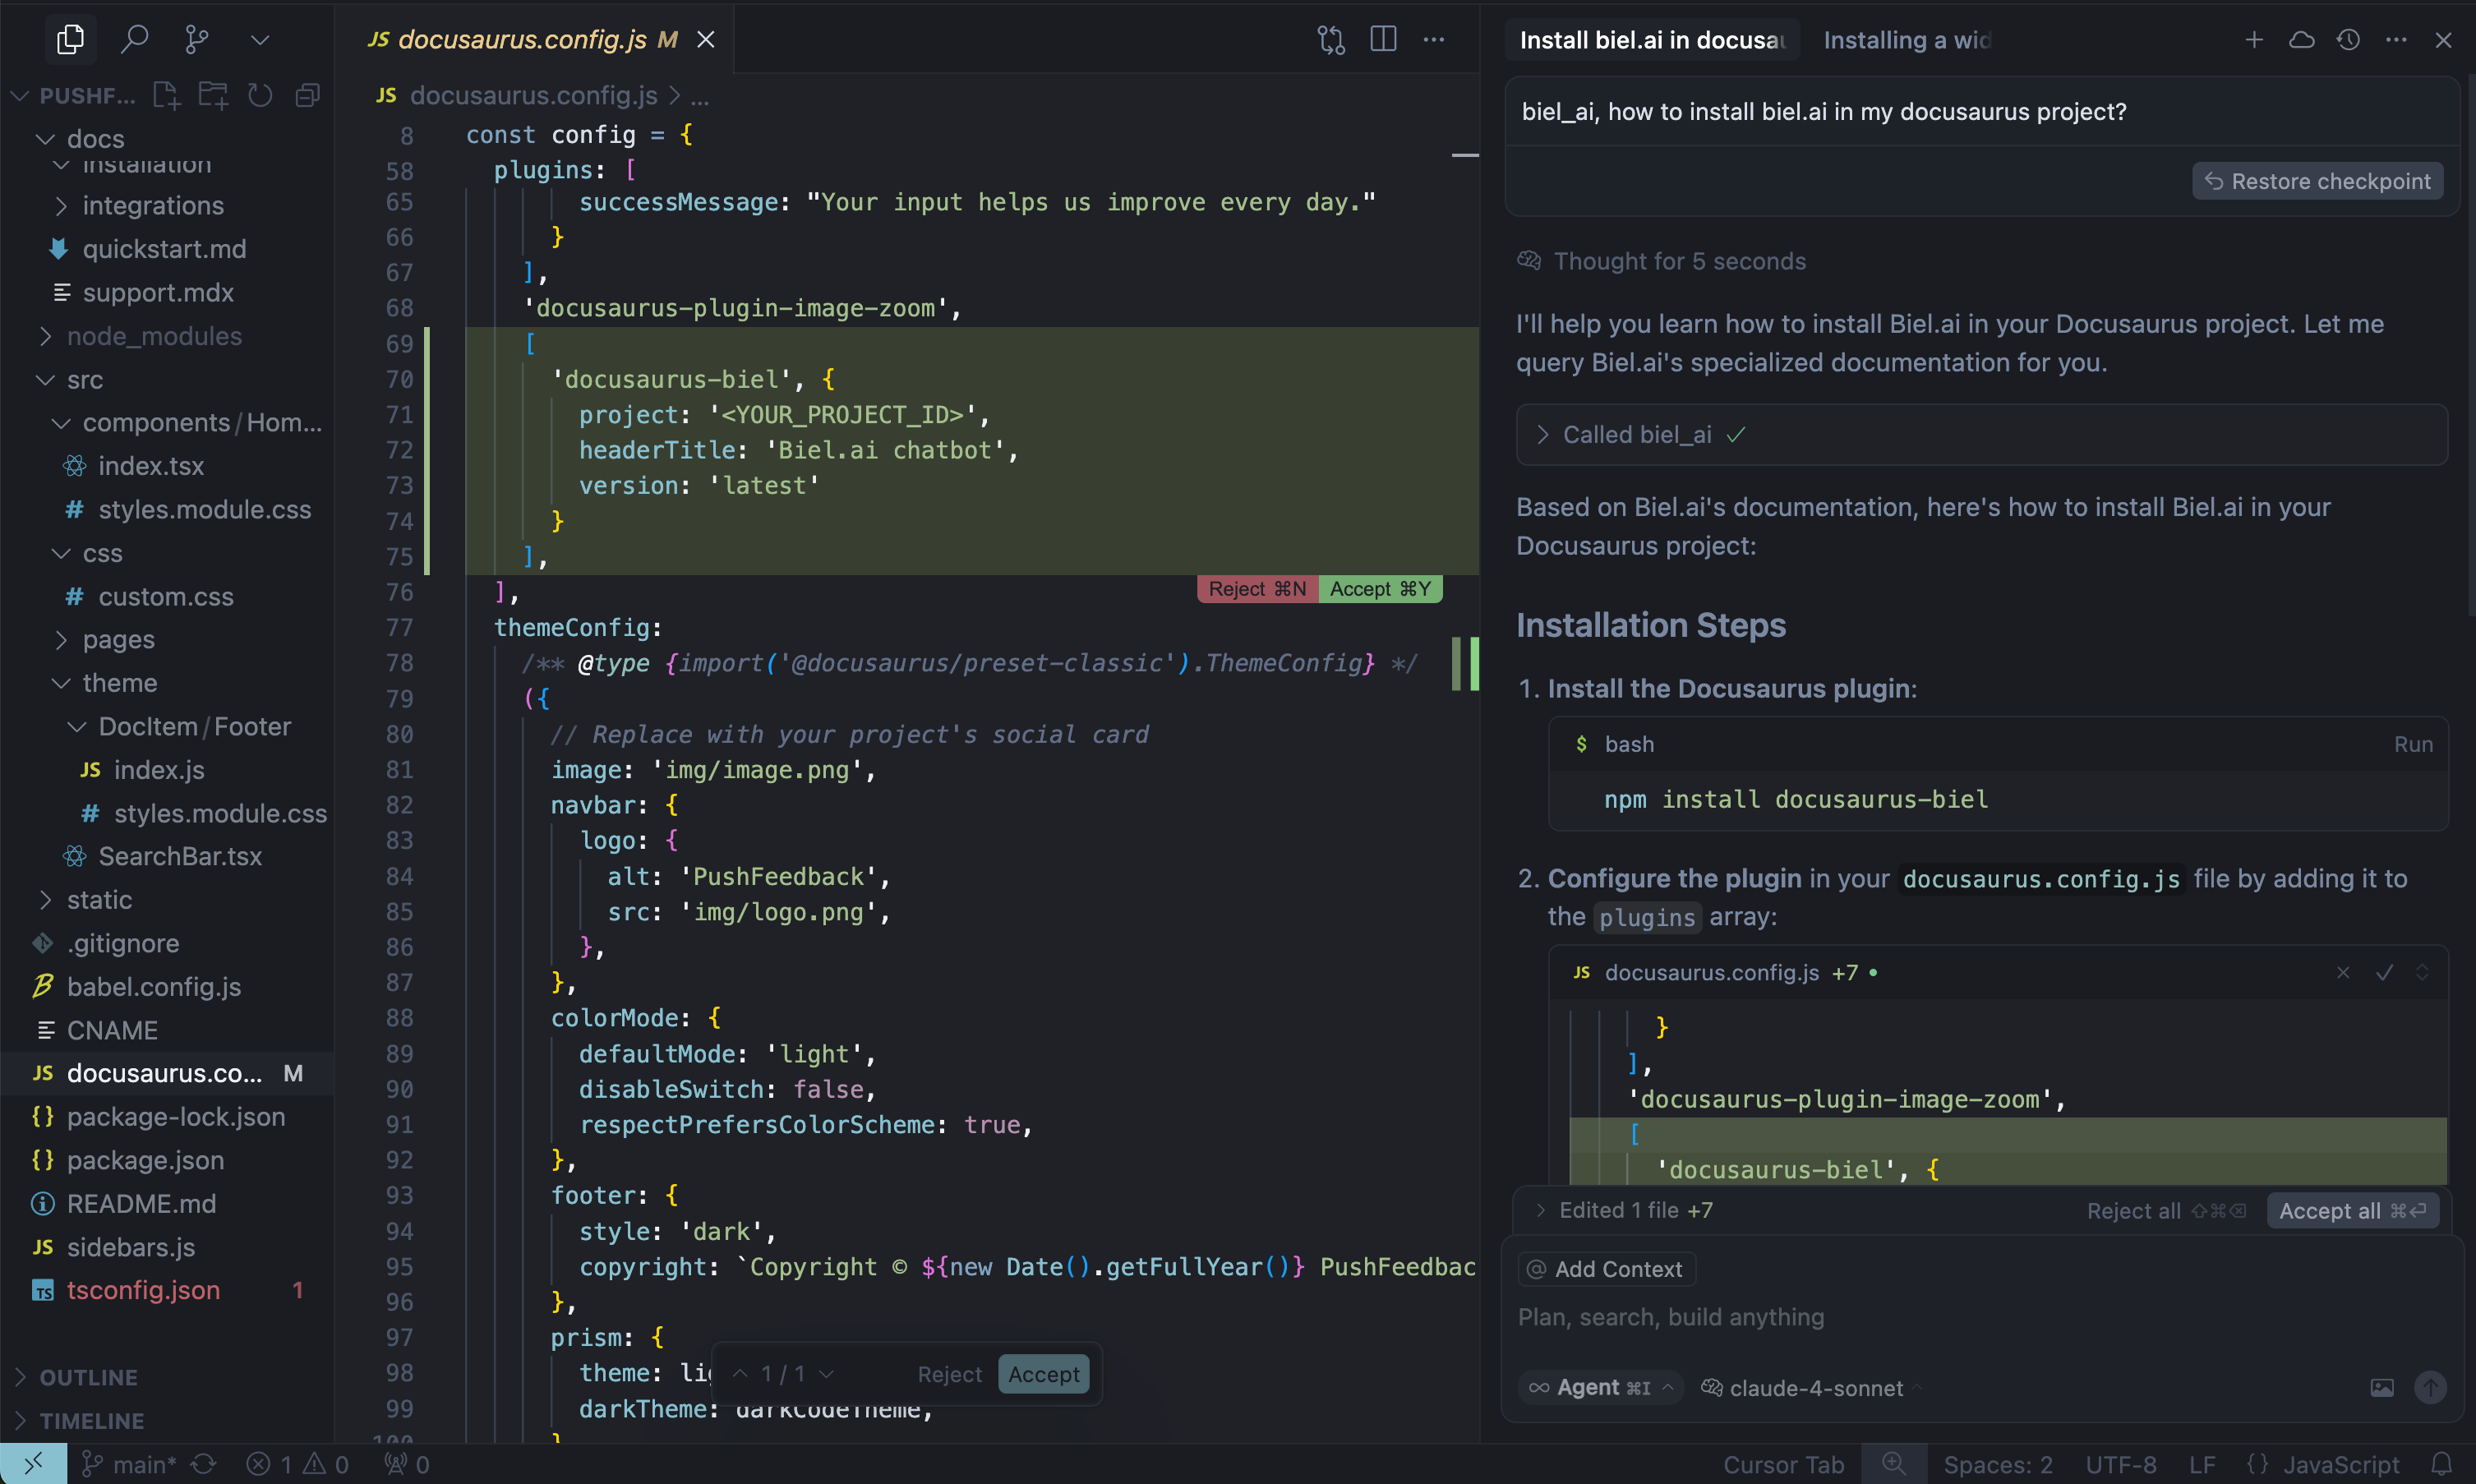 PUSHF...
docs
installation
integrations
quickstart.md
support.mdx
node_modules
src
components/Hom...
index.tsx
# styles.module.css
css
# custom.css
pages
theme
DocItem/Footer
JS index.js
# styles.module.css
SearchBar.tsx
static
.gitignore
babel.config.js
CNAME
JS docusaurus.co... M
{} package-lock.json
{} package.json
README.md
JS sidebars.js
TS tsconfig.json 1
OUTLINE
TIMELINE
JS docusaurus.config.js M
JS docusaurus.config.js > ...
8 const config = {
58 plugins: [
65 successMessage: "Your input helps us improve every day."
66 }
67 ],
68 'docusaurus-plugin-image-zoom',
69 [
70 'docusaurus-biel', {
71 project: '<YOUR_PROJECT_ID>',
72 headerTitle: 'Biel.ai chatbot',
73 version: 'latest'
74 }
75 ],
Reject ⌘N Accept ⌘Y
76 ],
77 themeConfig:
78 /** @type {import('@docusaurus/preset-classic').ThemeConfig} */
79 ({
80 // Replace with your project's social card
81 image: 'img/image.png',
82 navbar: {
83 logo: {
84 alt: 'PushFeedback',
85 src: 'img/logo.png',
86 },
87 },
88 colorMode: {
89 defaultMode: 'light',
90 disableSwitch: false,
91 respectPrefersColorScheme: true,
92 },
93 footer: {
94 style: 'dark',
95 copyright: `Copyright © ${new Date().getFullYear()} PushFeedbac
96 },
97 prism: {
98 theme: li
99 darkTheme: darkCodeTheme,
100 }
1 / 1 Reject Accept
Install biel.ai in docusau Installing a wid
biel_ai, how to install biel.ai in my docusaurus project?
Restore checkpoint
Thought for 5 seconds
I'll help you learn how to install Biel.ai in your Docusaurus project. Let me
query Biel.ai's specialized documentation for you.
Called biel_ai ✓
Based on Biel.ai's documentation, here's how to install Biel.ai in your
Docusaurus project:
Installation Steps
1. Install the Docusaurus plugin:
$ bash Run
npm install docusaurus-biel
2. Configure the plugin in your docusaurus.config.js file by adding it to
the plugins array:
JS docusaurus.config.js +7
}
],
'docusaurus-plugin-image-zoom',
[
'docusaurus-biel', {
> Edited 1 file +7 Reject all ⇧⌘⌫ Accept all ⌘⏎
@ Add Context
Plan, search, build anything
∞ Agent ⌘I claude-4-sonnet
main* 1 0 0
Cursor Tab Spaces: 2 UTF-8 LF {} JavaScript